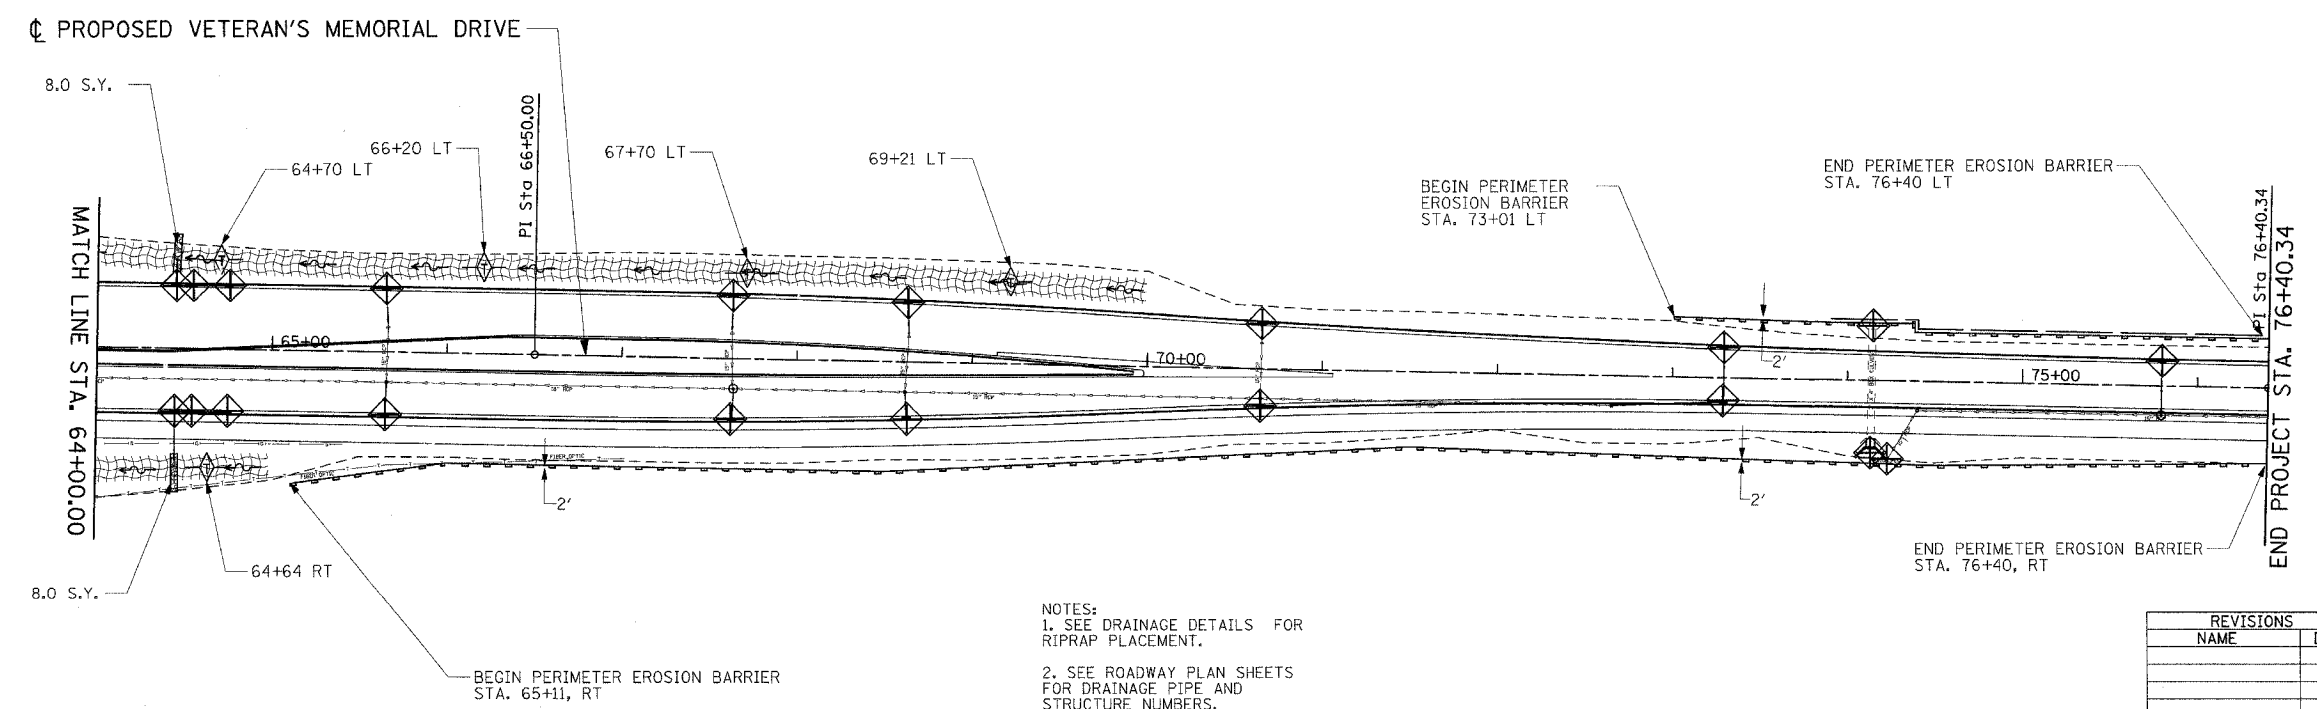 ℄ PROPOSED VETERAN'S MEMORIAL DRIVE
8.0 S.Y.
64+70 LT
66+20 LT
PI Sta 66+50.00
67+70 LT
69+21 LT
BEGIN PERIMETER
EROSION BARRIER
STA. 73+01 LT
END PERIMETER EROSION BARRIER
STA. 76+40 LT
PI Sta 76+40.34
END PROJECT STA. 76+40.34
MATCH LINE STA. 64+00.00
65+00
70+00
75+00
2'
FIBER OPTIC
FIBER OPTIC
2'
2'
64+64 RT
8.0 S.Y.
BEGIN PERIMETER EROSION BARRIER
STA. 65+11, RT
END PERIMETER EROSION BARRIER
STA. 76+40, RT
NOTES:
1. SEE DRAINAGE DETAILS FOR
RIPRAP PLACEMENT.
2. SEE ROADWAY PLAN SHEETS
FOR DRAINAGE PIPE AND
STRUCTURE NUMBERS.
REVISIONS
NAME